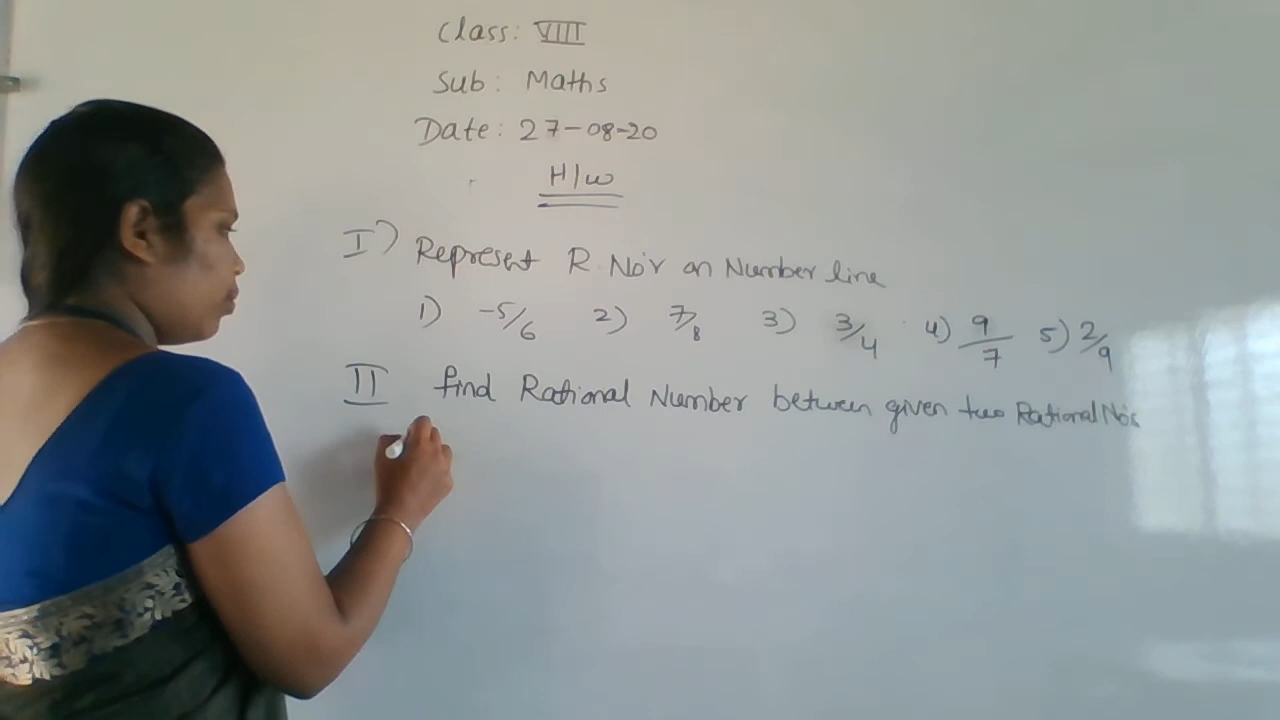 Class: VIII
Sub: Maths
Date: 27-08-20
H/w
I) Represent R. No's on Number line
1) -5/6 2) 7/8 3) 3/4 4) 9/7 5) 2/9
II find Rational Number between given two Rational No's